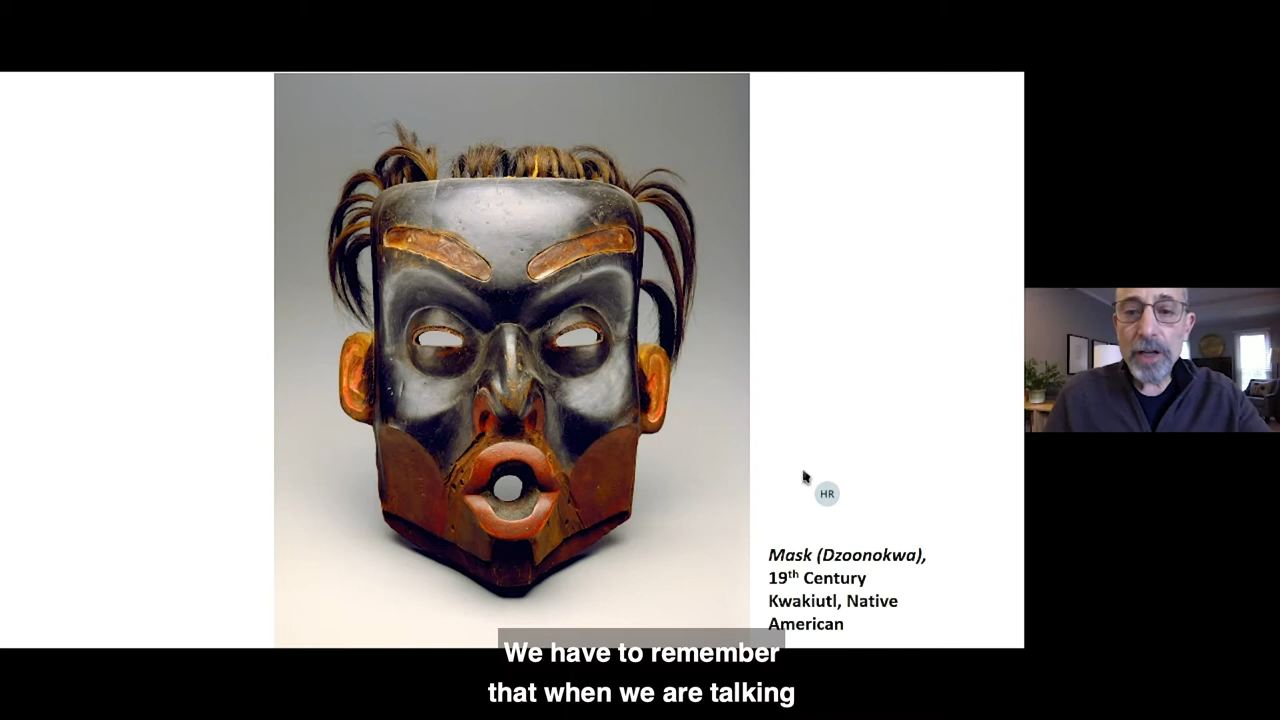 HR
Mask (Dzoonokwa),
19th Century
Kwakiutl, Native
American
We have to remember
that when we are talking